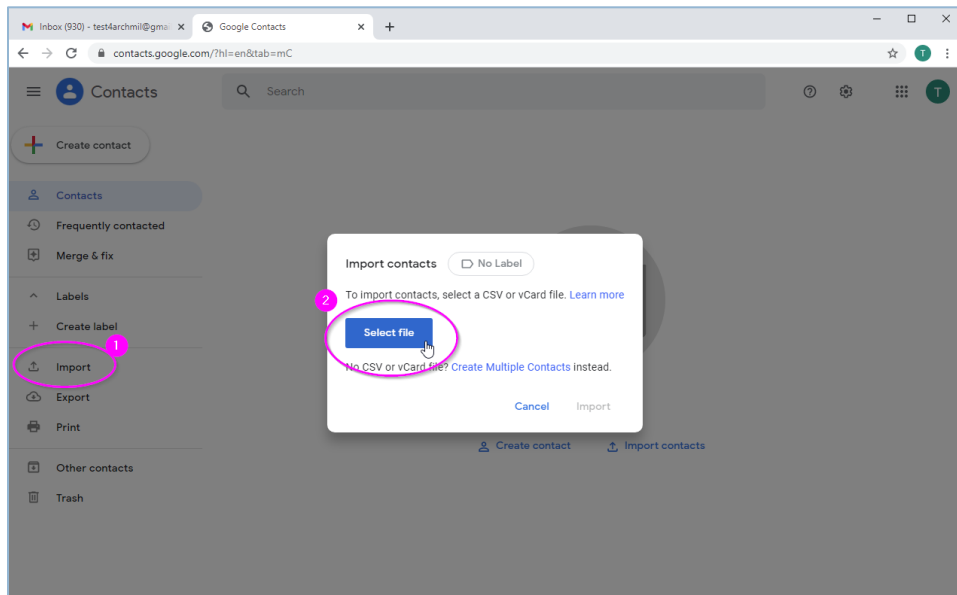 Inbox (930) - test4archmil@gma
Google Contacts
contacts.google.com/?hl=en&tab=mC
T
Contacts
Search
T
Create contact
Contacts
Frequently contacted
Merge & fix
Labels
Create label
1
Import
Export
Print
Other contacts
Trash
Import contacts
No Label
2
To import contacts, select a CSV or vCard file. Learn more
Select file
No CSV or vCard file? Create Multiple Contacts instead.
Cancel Import
Create contact
Import contacts